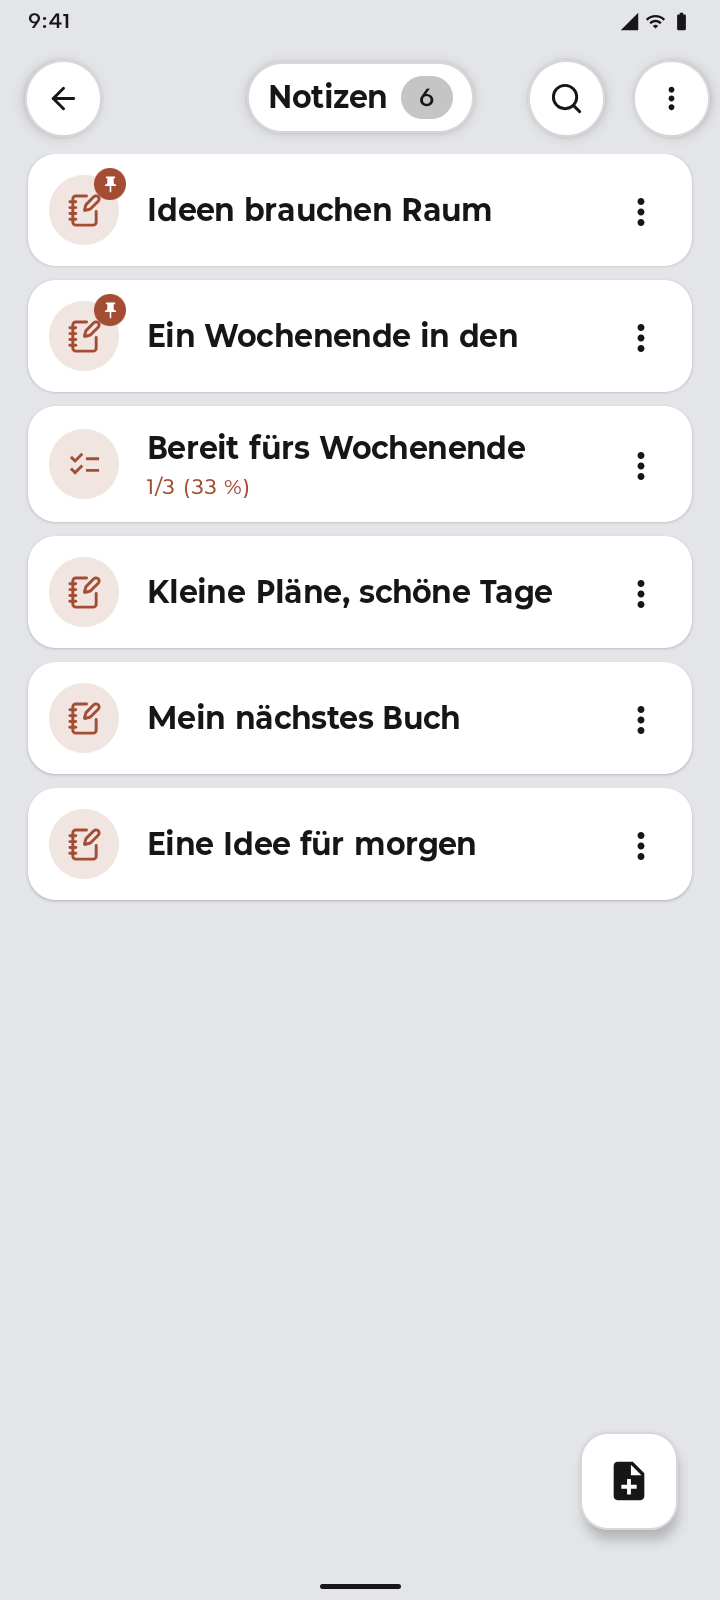 9:41
Notizen 6
Ideen brauchen Raum
Ein Wochenende in den
Bereit fürs Wochenende
1/3 (33 %)
Kleine Pläne, schöne Tage
Mein nächstes Buch
Eine Idee für morgen